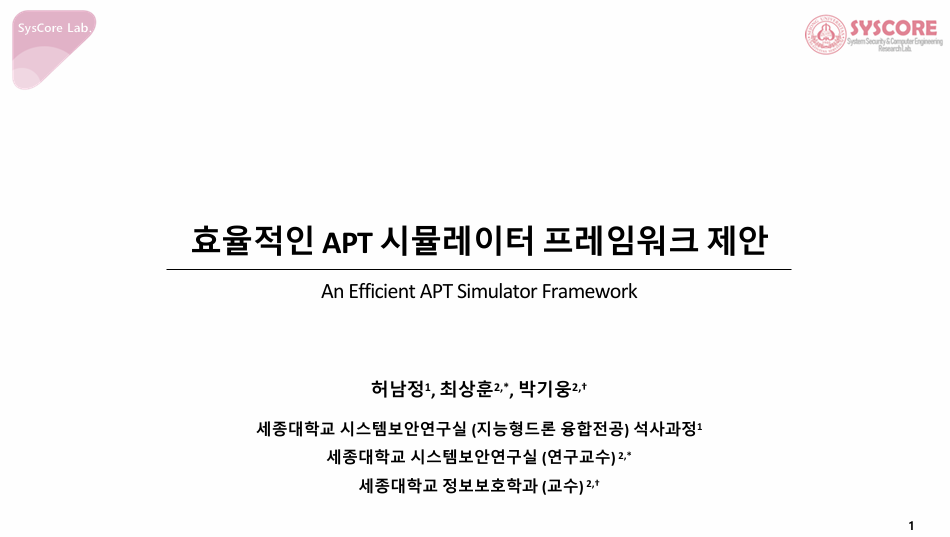 SysCore Lab.
SYSCORE
System Security & Computer Engineering
Research Lab.
효율적인 APT 시뮬레이터 프레임워크 제안
An Efficient APT Simulator Framework
허남정1, 최상훈2,*, 박기웅2,†
세종대학교 시스템보안연구실 (지능형드론 융합전공) 석사과정1
세종대학교 시스템보안연구실 (연구교수) 2,*
세종대학교 정보보호학과 (교수) 2,†
1